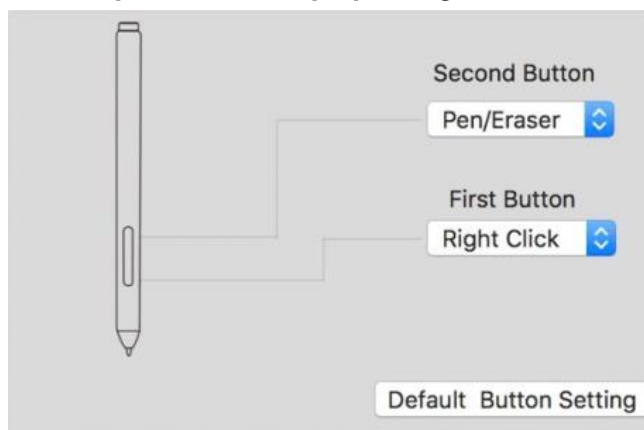 Second Button
Pen/Eraser
First Button
Right Click
Default Button Setting